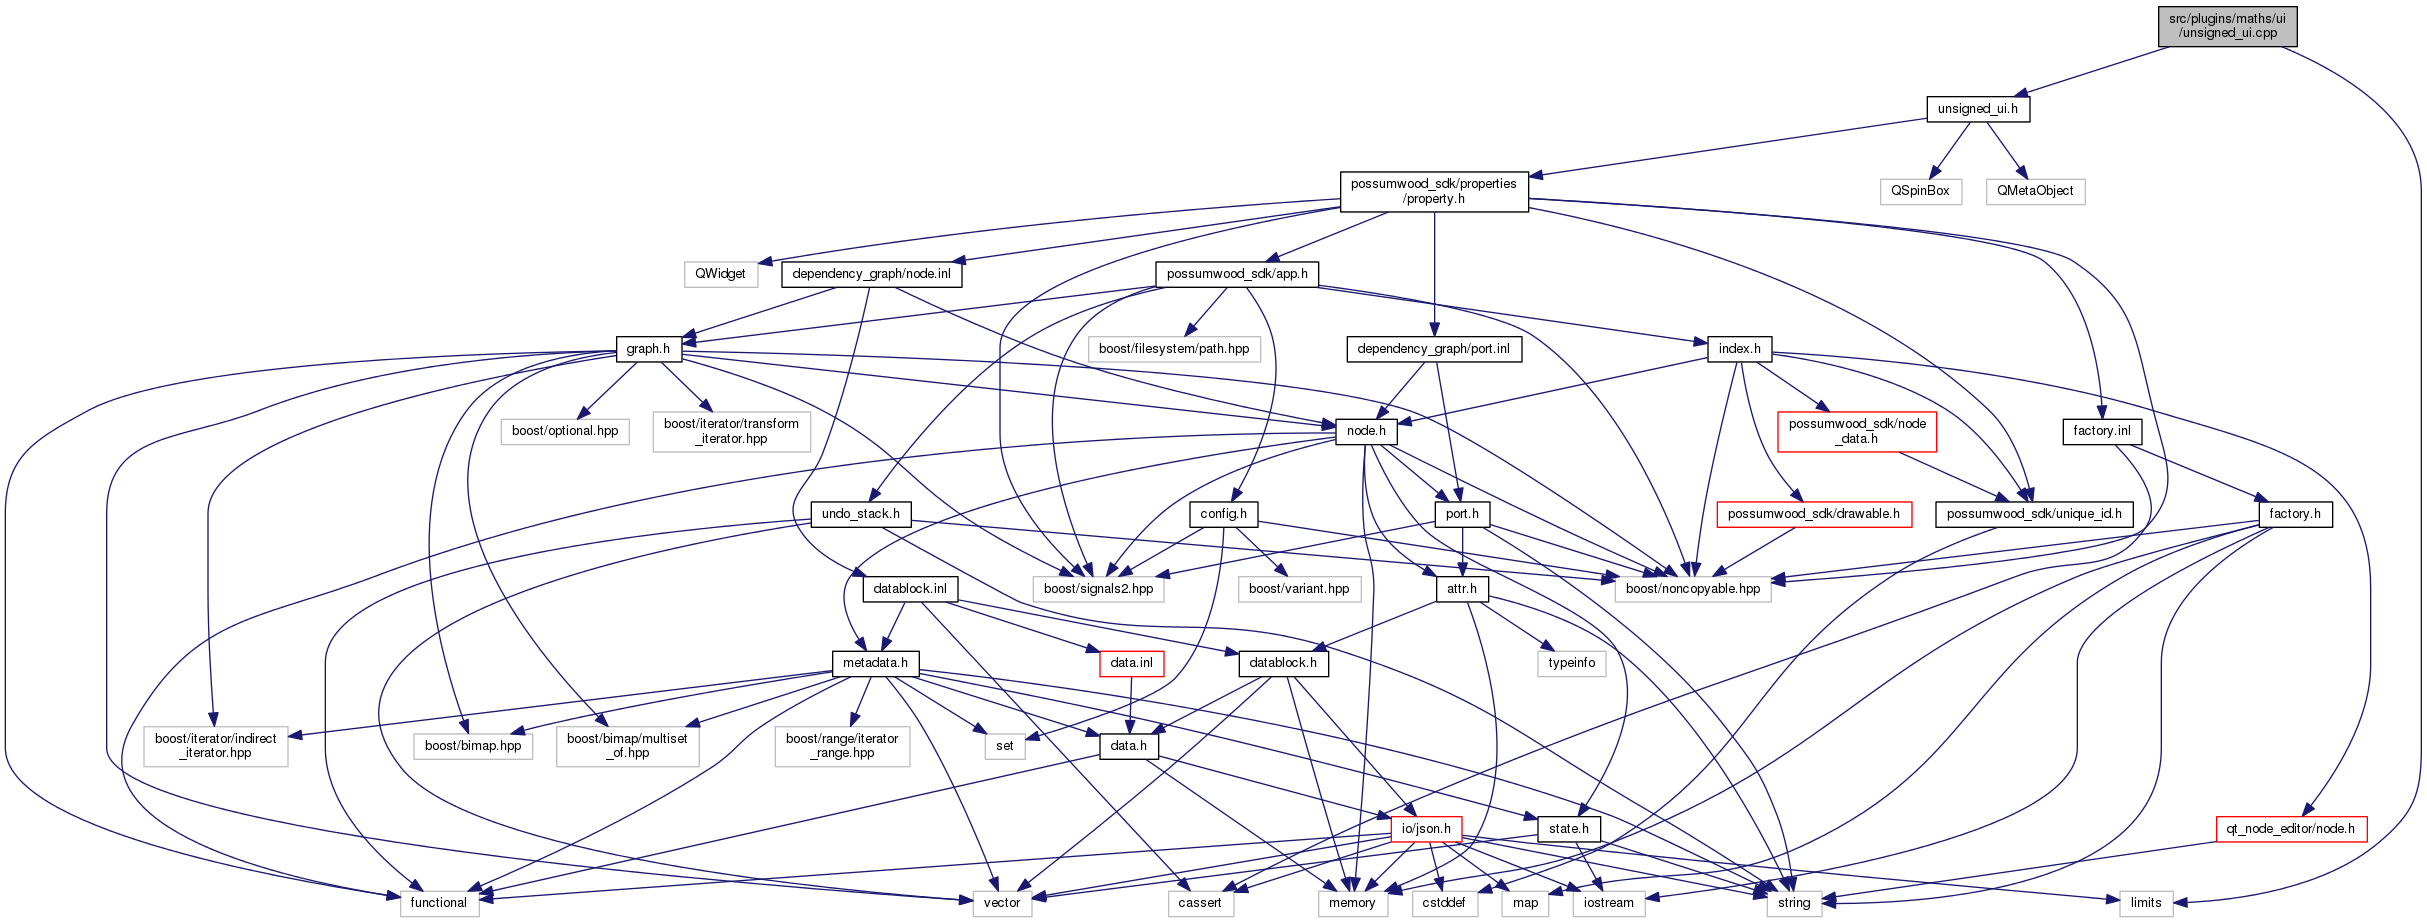 src/plugins/maths/ui
/unsigned_ui.cpp
unsigned_ui.h
possumwood_sdk/properties
/property.h
QSpinBox
QMetaObject
QWidget
dependency_graph/node.inl
possumwood_sdk/app.h
graph.h
boost/filesystem/path.hpp
dependency_graph/port.inl
index.h
boost/optional.hpp
boost/iterator/transform
_iterator.hpp
node.h
possumwood_sdk/node
_data.h
factory.inl
undo_stack.h
config.h
port.h
possumwood_sdk/drawable.h
possumwood_sdk/unique_id.h
factory.h
datablock.inl
boost/signals2.hpp
boost/variant.hpp
attr.h
boost/noncopyable.hpp
metadata.h
data.inl
datablock.h
typeinfo
boost/iterator/indirect
_iterator.hpp
boost/bimap.hpp
boost/bimap/multiset
_of.hpp
boost/range/iterator
_range.hpp
set
data.h
io/json.h
state.h
qt_node_editor/node.h
functional
vector
cassert
memory
cstddef
map
iostream
string
limits